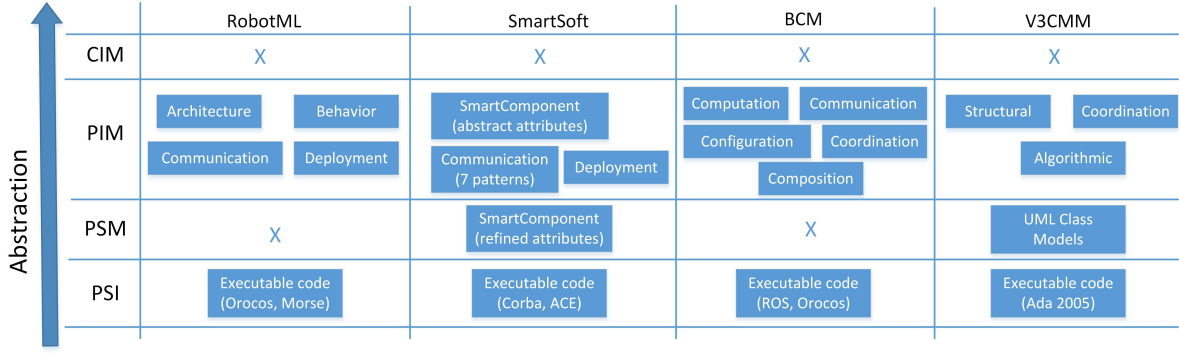 RobotML SmartSoft BCM V3CMM
CIM X X X X
PIM
Architecture Behavior
Communication Deployment
SmartComponent
(abstract attributes)
Communication
(7 patterns)
Deployment
Computation Communication
Configuration Coordination
Composition
Structural Coordination
Algorithmic
PSM X
SmartComponent
(refined attributes)
X
UML Class
Models
PSI
Executable code
(Orocos, Morse)
Executable code
(Corba, ACE)
Executable code
(ROS, Orocos)
Executable code
(Ada 2005)
Abstraction